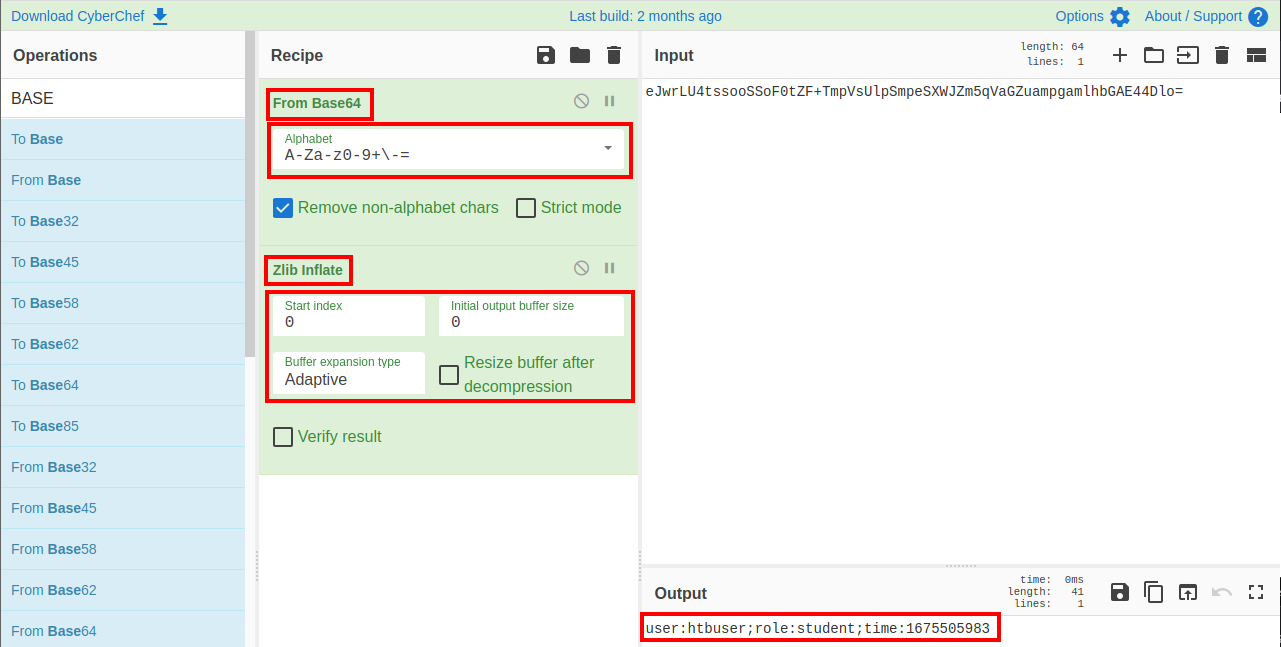 Download CyberChef
Last build: 2 months ago
Options
About / Support
Operations
BASE
To Base
From Base
To Base32
To Base45
To Base58
To Base62
To Base64
To Base85
From Base32
From Base45
From Base58
From Base62
From Base64
Recipe
From Base64
Alphabet
A-Za-z0-9+\-=
Remove non-alphabet chars
Strict mode
Zlib Inflate
Start index
0
Initial output buffer size
0
Buffer expansion type
Adaptive
Resize buffer after
decompression
Verify result
Input
length: 64
lines: 1
eJwrLU4tssooSSoF0tZF+TmpVsUlpSmpeSXWJZm5qVaGZuampgamlhbGAE44Dlo=
Output
time: 0ms
length: 41
lines: 1
user:htbuser;role:student;time:1675505983